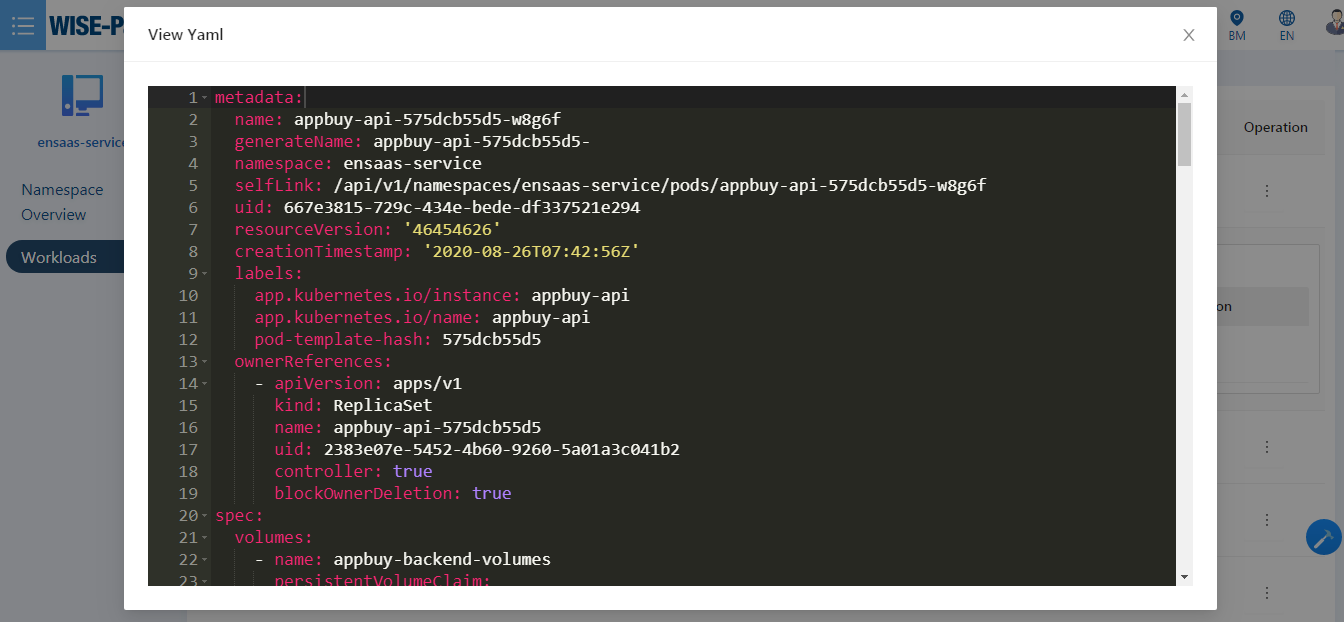 WISE-P
BM
EN
View Yaml
ensaas-servic
Namespace
Overview
Workloads
Operation
on
1 metadata:
2 name: appbuy-api-575dcb55d5-w8g6f
3 generateName: appbuy-api-575dcb55d5-
4 namespace: ensaas-service
5 selfLink: /api/v1/namespaces/ensaas-service/pods/appbuy-api-575dcb55d5-w8g6f
6 uid: 667e3815-729c-434e-bede-df337521e294
7 resourceVersion: '46454626'
8 creationTimestamp: '2020-08-26T07:42:56Z'
9 labels:
10 app.kubernetes.io/instance: appbuy-api
11 app.kubernetes.io/name: appbuy-api
12 pod-template-hash: 575dcb55d5
13 ownerReferences:
14 - apiVersion: apps/v1
15 kind: ReplicaSet
16 name: appbuy-api-575dcb55d5
17 uid: 2383e07e-5452-4b60-9260-5a01a3c041b2
18 controller: true
19 blockOwnerDeletion: true
20 spec:
21 volumes:
22 - name: appbuy-backend-volumes
23 persistentVolumeClaim: